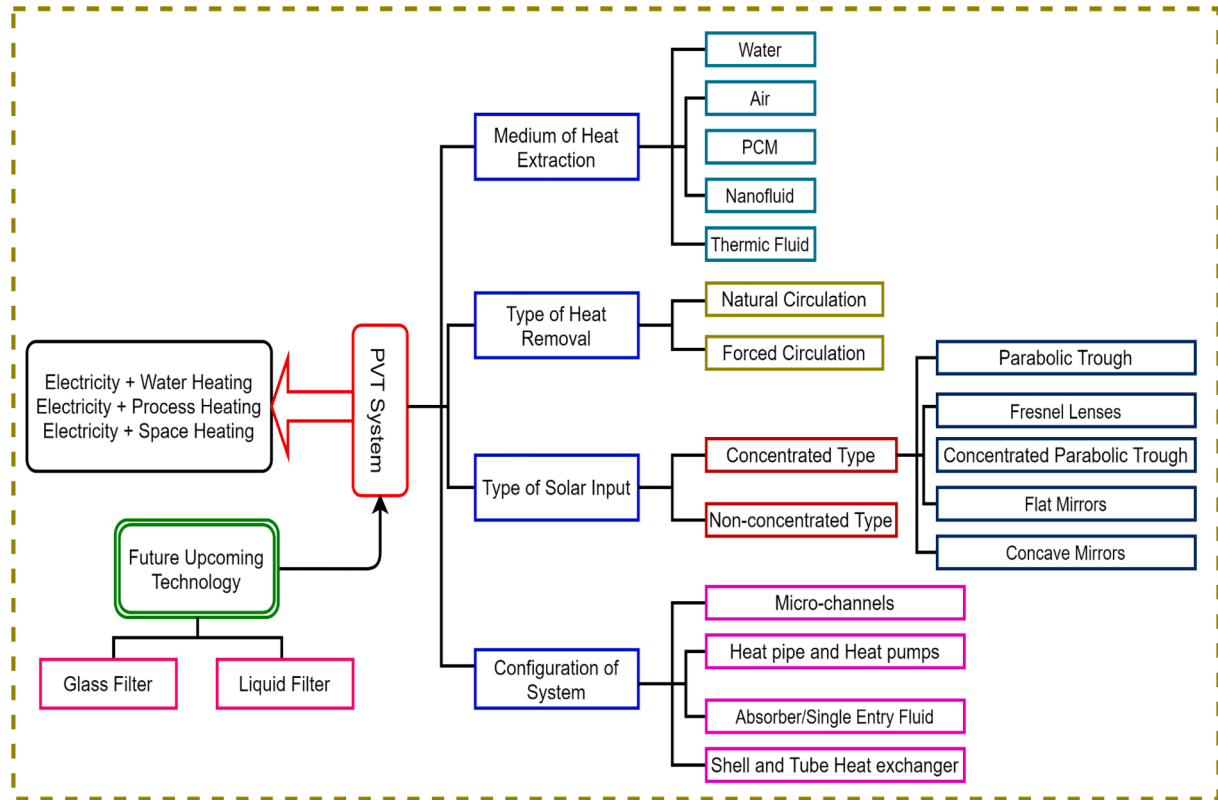 Water
Air
PCM
Nanofluid
Thermic Fluid
Medium of Heat
Extraction
Natural Circulation
Forced Circulation
Type of Heat
Removal
Parabolic Trough
Fresnel Lenses
Concentrated Parabolic Trough
Flat Mirrors
Concave Mirrors
Concentrated Type
Non-concentrated Type
Type of Solar Input
Micro-channels
Heat pipe and Heat pumps
Absorber/Single Entry Fluid
Shell and Tube Heat exchanger
Configuration of
System
PVT System
Electricity + Water Heating
Electricity + Process Heating
Electricity + Space Heating
Future Upcoming
Technology
Glass Filter
Liquid Filter